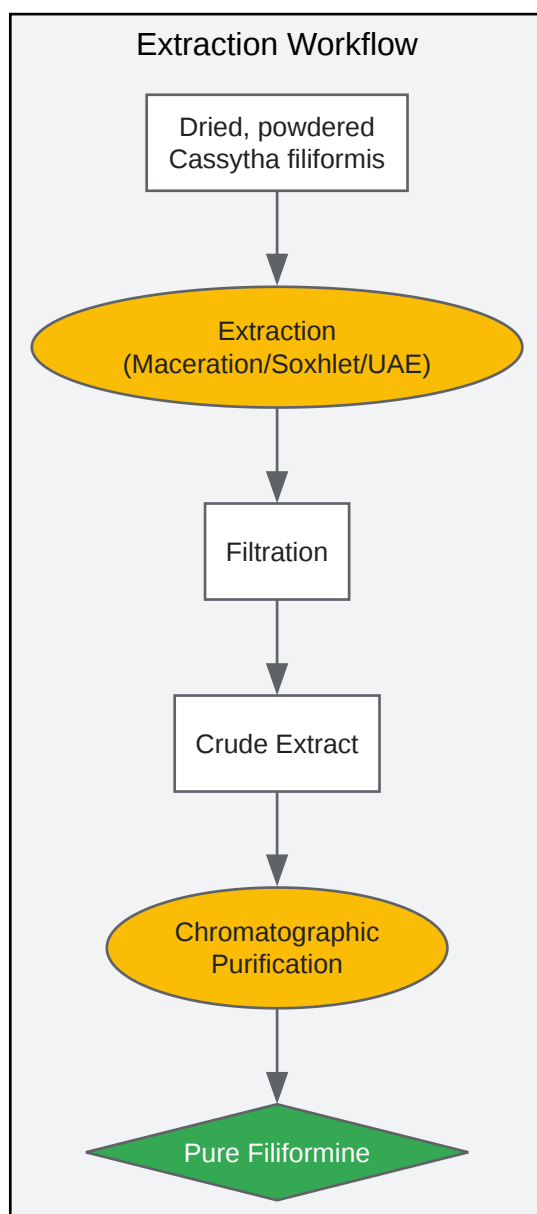 Extraction Workflow
Dried, powdered
Cassytha filiformis
Extraction
(Maceration/Soxhlet/UAE)
Filtration
Crude Extract
Chromatographic
Purification
Pure Filiformine